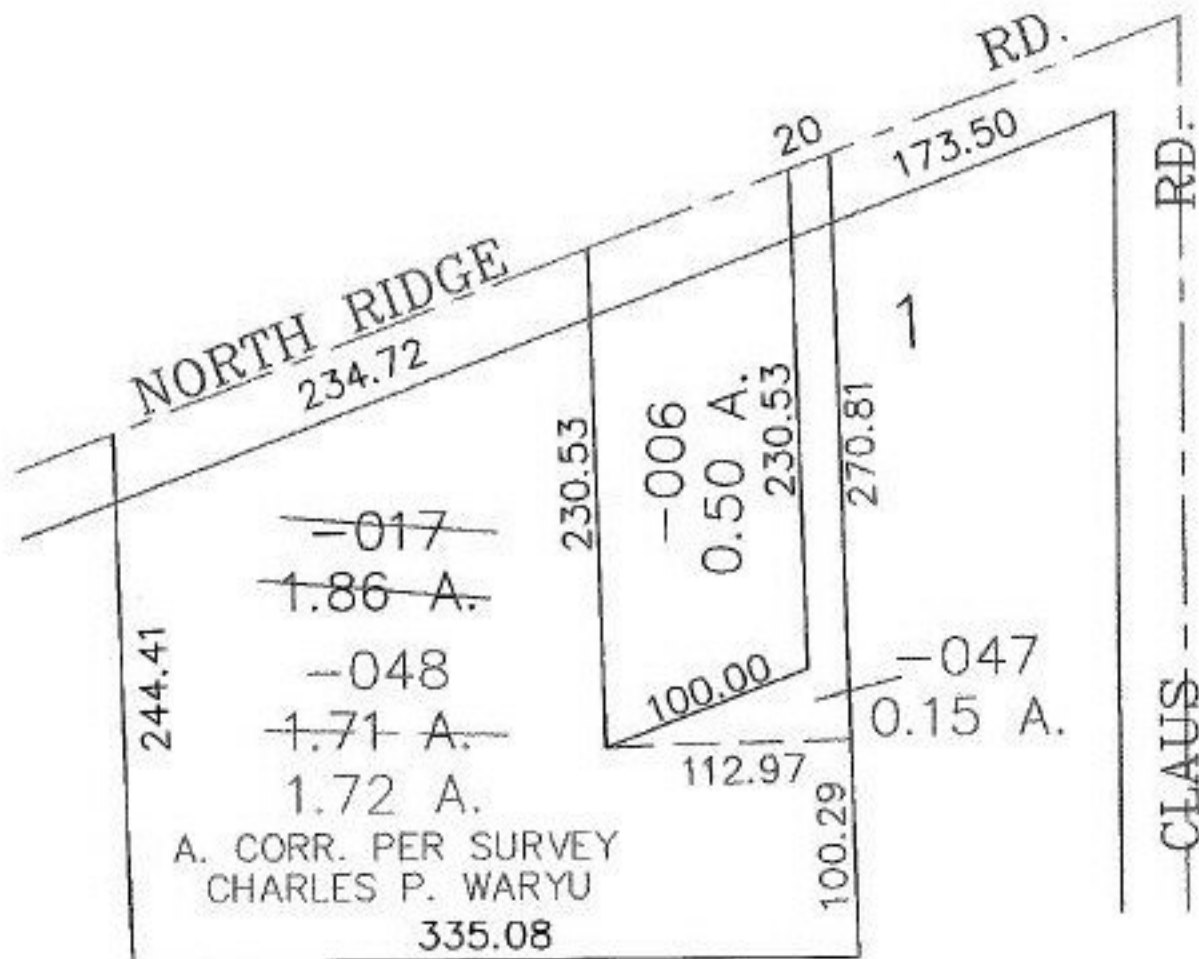 NORTH RIDGE RD.
20
173.50
234.72
CLAUS RD.
1
230.53
-006
0.50 A.
230.53
270.81
-017
1.86 A.
-048
1.71 A.
1.72 A.
A. CORR. PER SURVEY
CHARLES P. WARYU
244.41
100.00
112.97
-047
0.15 A.
100.29
335.08